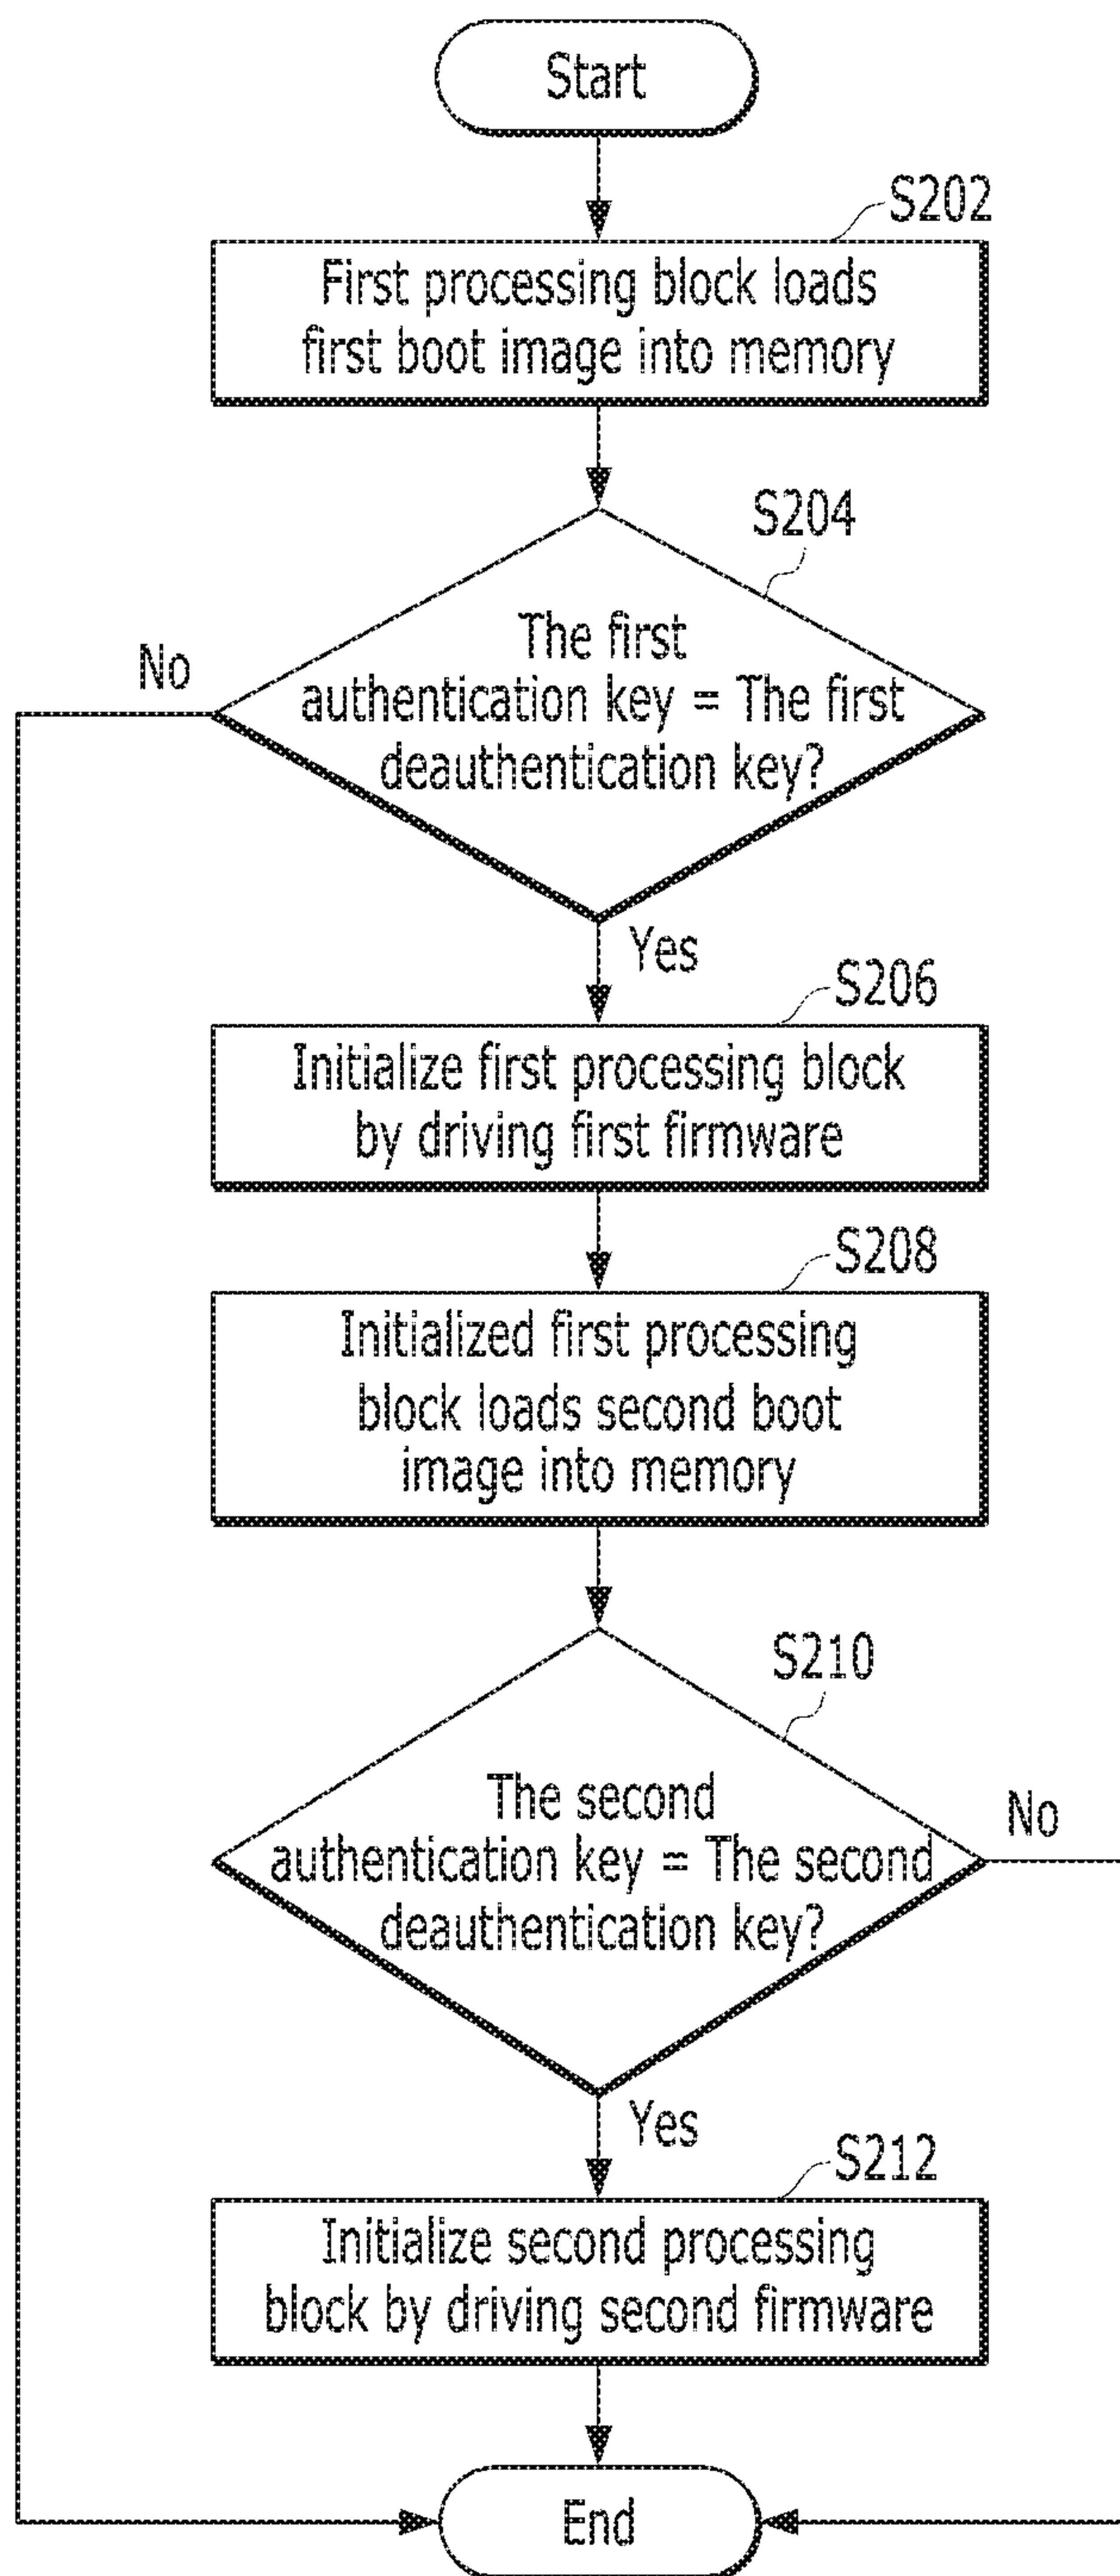 Start
S202
First processing block loads
first boot image into memory
S204
No
The first
authentication key = The first
deauthentication key?
Yes
S206
Initialize first processing block
by driving first firmware
S208
Initialized first processing
block loads second boot
image into memory
S210
No
The second
authentication key = The second
deauthentication key?
Yes
S212
Initialize second processing
block by driving second firmware
End